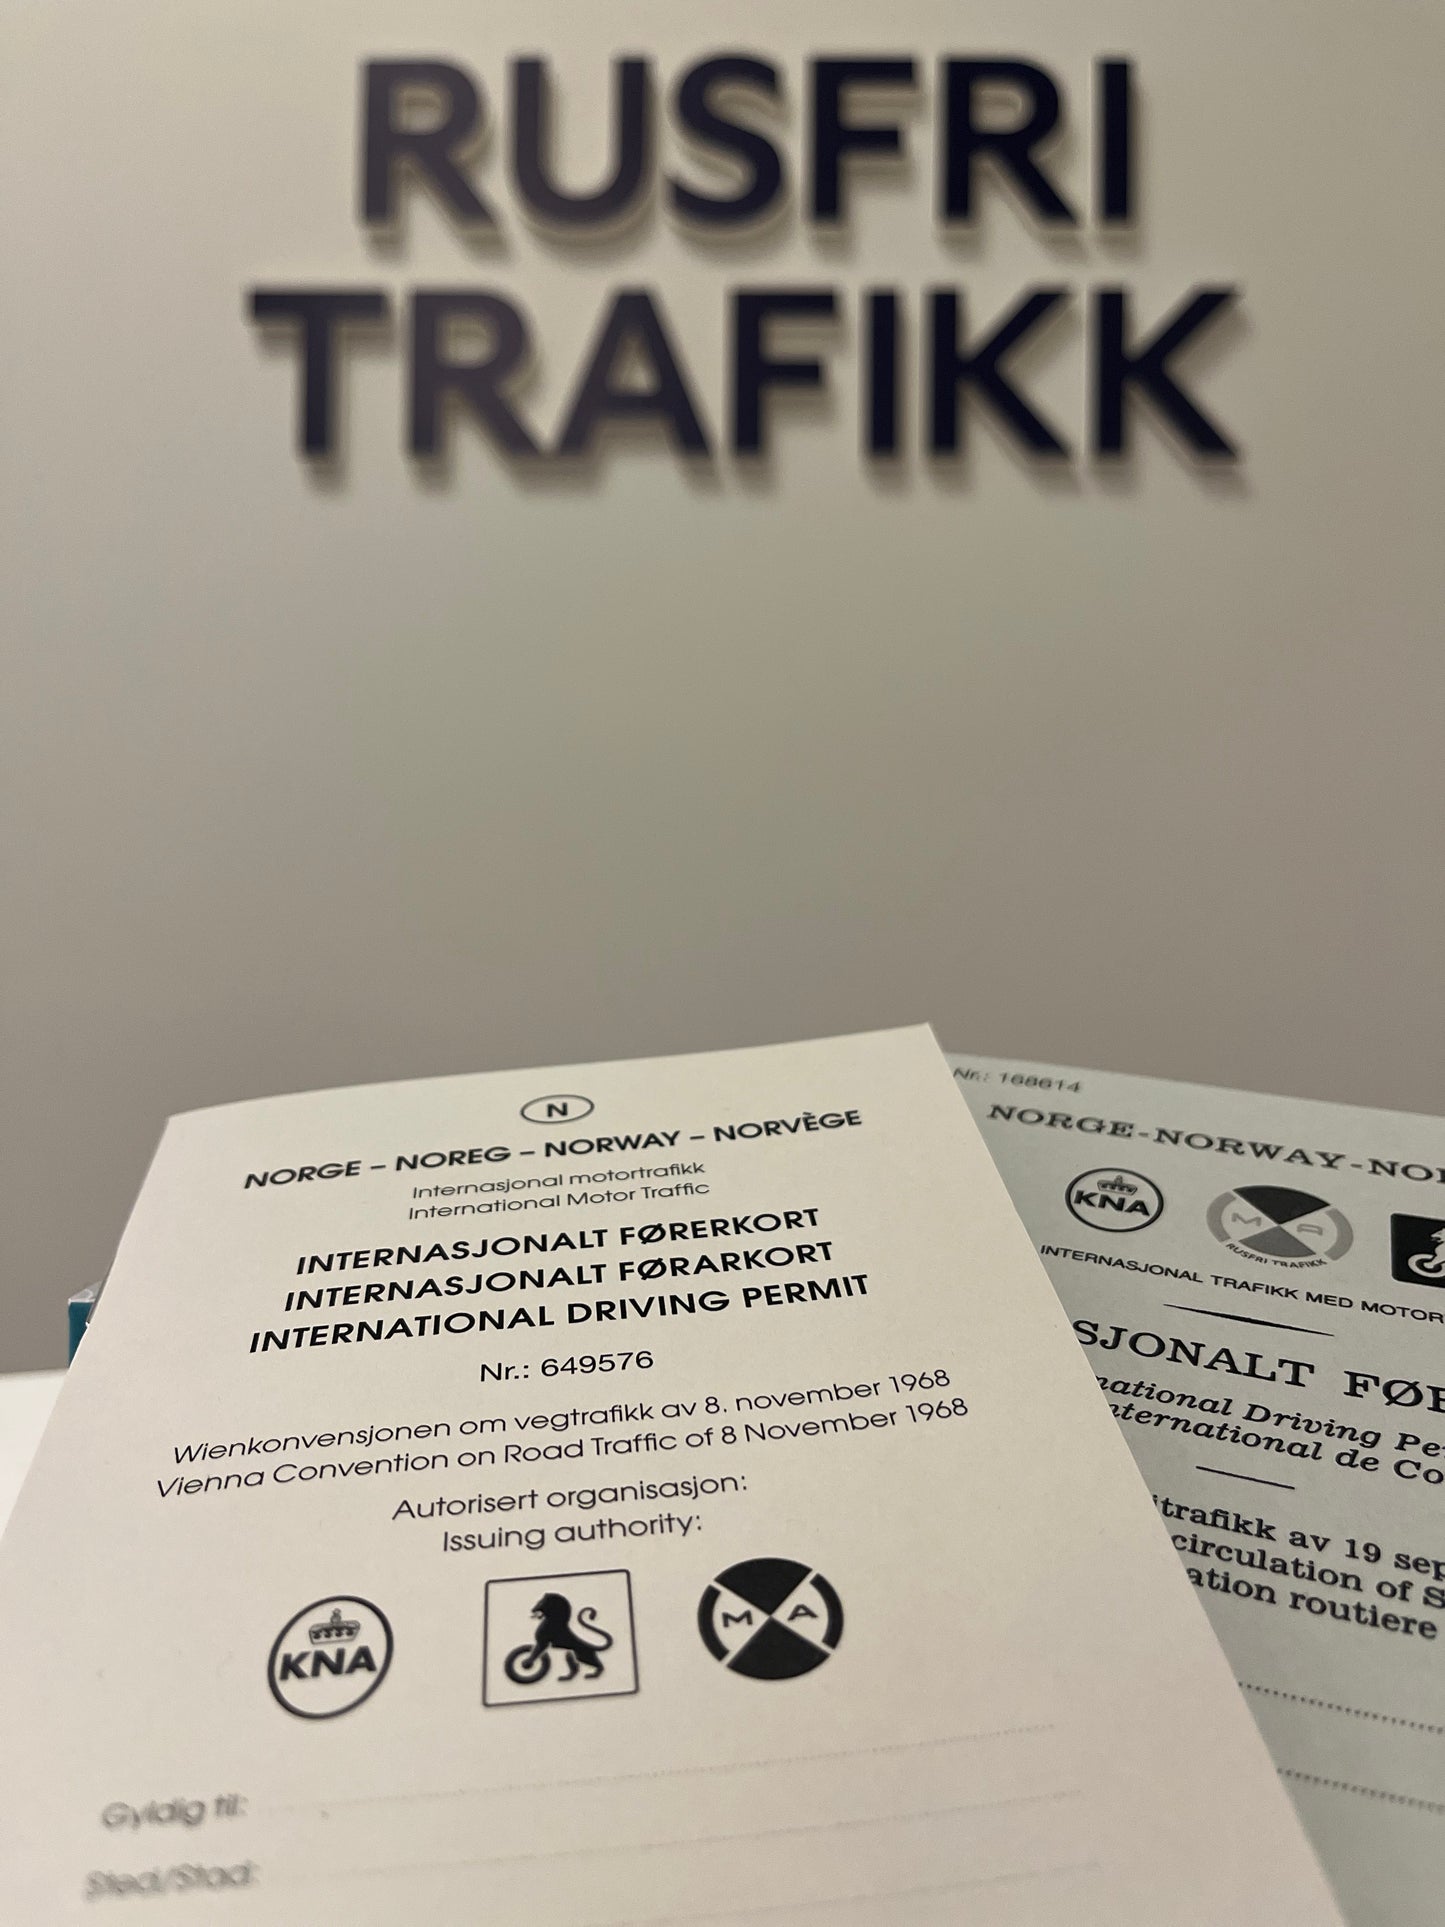 RUSFRI
TRAFIKK
N
NORGE – NOREG – NORWAY – NORVÈGE
Internasjonal motortrafikk
International Motor Traffic
INTERNASJONALT FØRERKORT
INTERNASJONALT FØRARKORT
INTERNATIONAL DRIVING PERMIT
Nr.: 649576
Wienkonvensjonen om vegtrafikk av 8. november 1968
Vienna Convention on Road Traffic of 8 November 1968
Autorisert organisasjon:
Issuing authority:
KNA
M A
Gyldig til:
Sted/Stad:
Nr.: 168614
NORGE-NORWAY-NO
KNA
M A
RUSFRI TRAFIKK
INTERNASJONAL TRAFIKK MED MOTOR
SJONALT FØ
national Driving Pe
nternational de Co
itrafikk av 19 sep
circulation of S
ation routiere